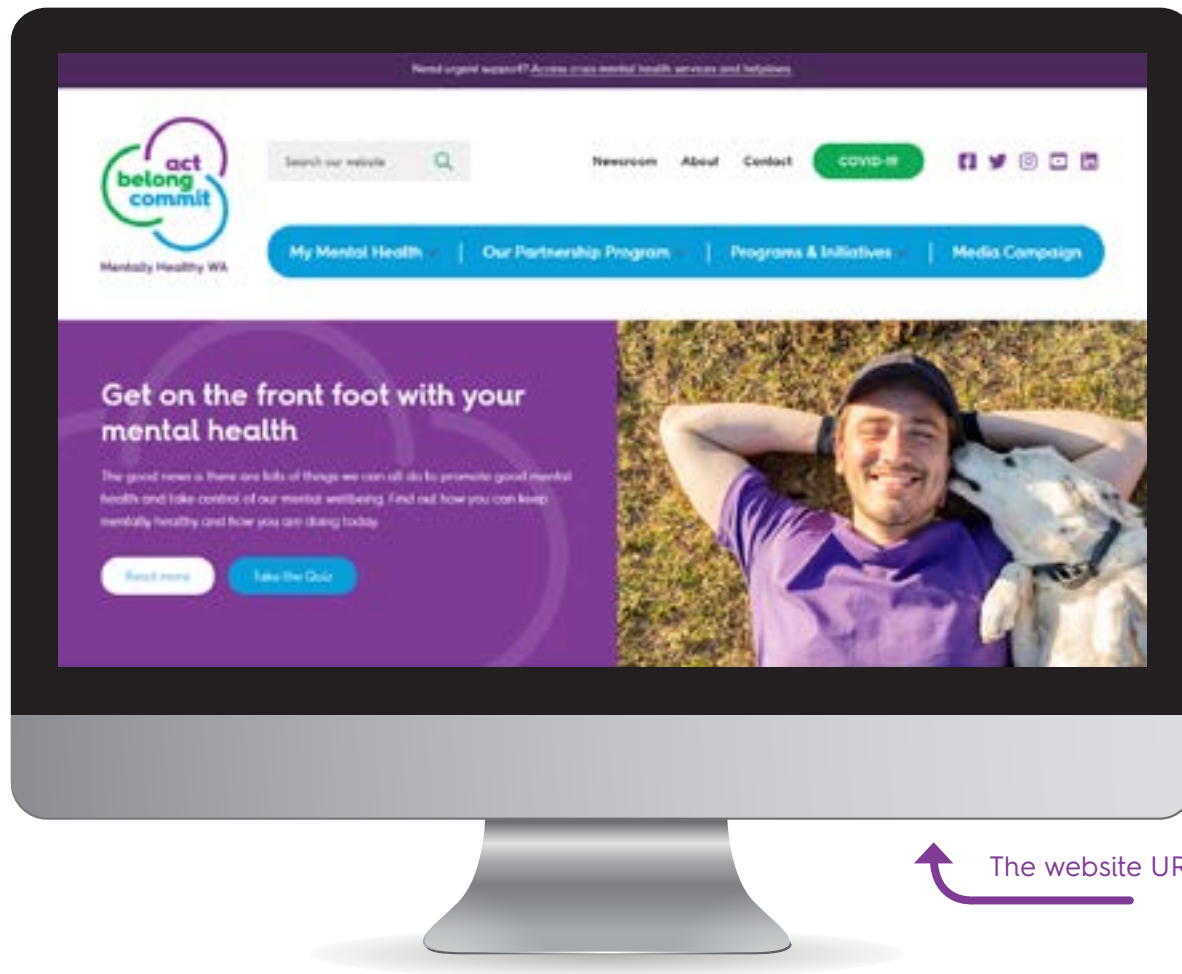 Need urgent support? Access crisis mental health services and helplines.
act
belong
commit
Mentally Healthy WA
Search our website
Newsroom About Contact COVID-19
My Mental Health Our Partnership Program Programs & Initiatives Media Campaign
Get on the front foot with your
mental health
The good news is there are lots of things we can all do to promote good mental
health and take control of our mental wellbeing. Find out how you can keep
mentally healthy and how you are doing today.
Read more Take the Quiz
The website UR